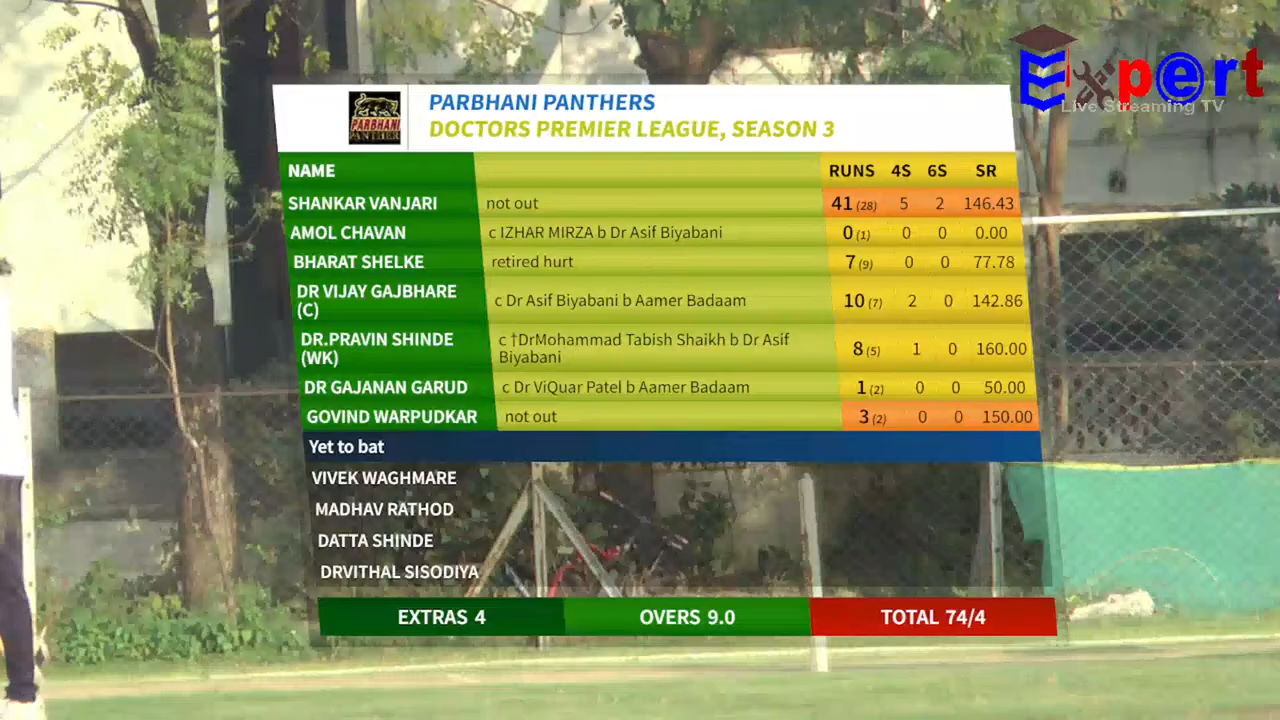 Expert
Live Streaming TV
PARBHANI PANTHERS
DOCTORS PREMIER LEAGUE, SEASON 3
PARBHANI
PANTHER
NAME RUNS 4S 6S SR
SHANKAR VANJARI not out 41 (28) 5 2 146.43
AMOL CHAVAN c IZHAR MIRZA b Dr Asif Biyabani 0 (1) 0 0 0.00
BHARAT SHELKE retired hurt 7 (9) 0 0 77.78
DR VIJAY GAJBHARE
(C) c Dr Asif Biyabani b Aamer Badaam 10 (7) 2 0 142.86
DR.PRAVIN SHINDE
(WK) c †DrMohammad Tabish Shaikh b Dr Asif
Biyabani 8 (5) 1 0 160.00
DR GAJANAN GARUD c Dr ViQuar Patel b Aamer Badaam 1 (2) 0 0 50.00
GOVIND WARPUDKAR not out 3 (2) 0 0 150.00
Yet to bat
VIVEK WAGHMARE
MADHAV RATHOD
DATTA SHINDE
DRVITHAL SISODIYA
EXTRAS 4 OVERS 9.0 TOTAL 74/4